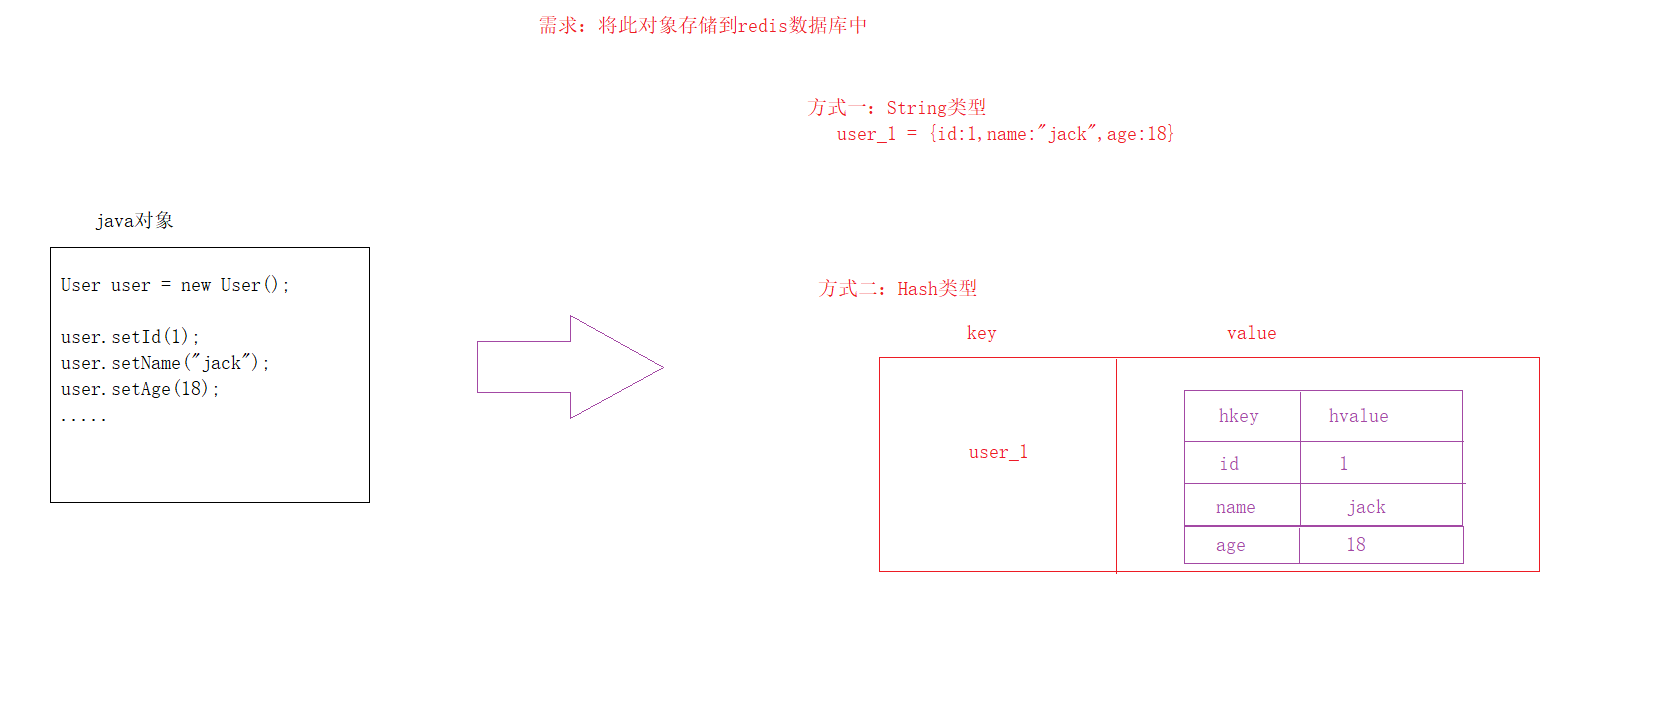 需求：将此对象存储到redis数据库中
方式一：String类型
user_1 = {id:1,name:"jack",age:18}
java对象
User user = new User();
user.setId(1);
user.setName("jack");
user.setAge(18);
.....
方式二：Hash类型
key value
user_1
hkey hvalue
id 1
name jack
age 18